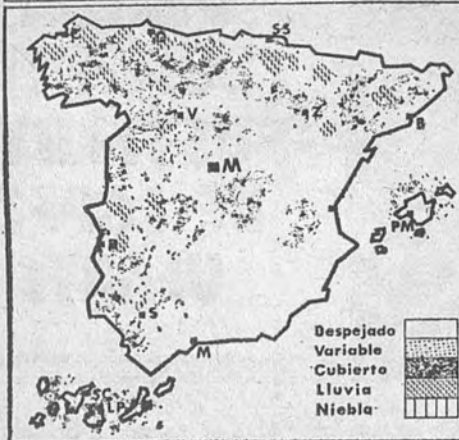 SS
V
Z
B
M
PM
B
S
M
SC
LP
Despejado
Variable
Cubierto
Lluvia
Niebla